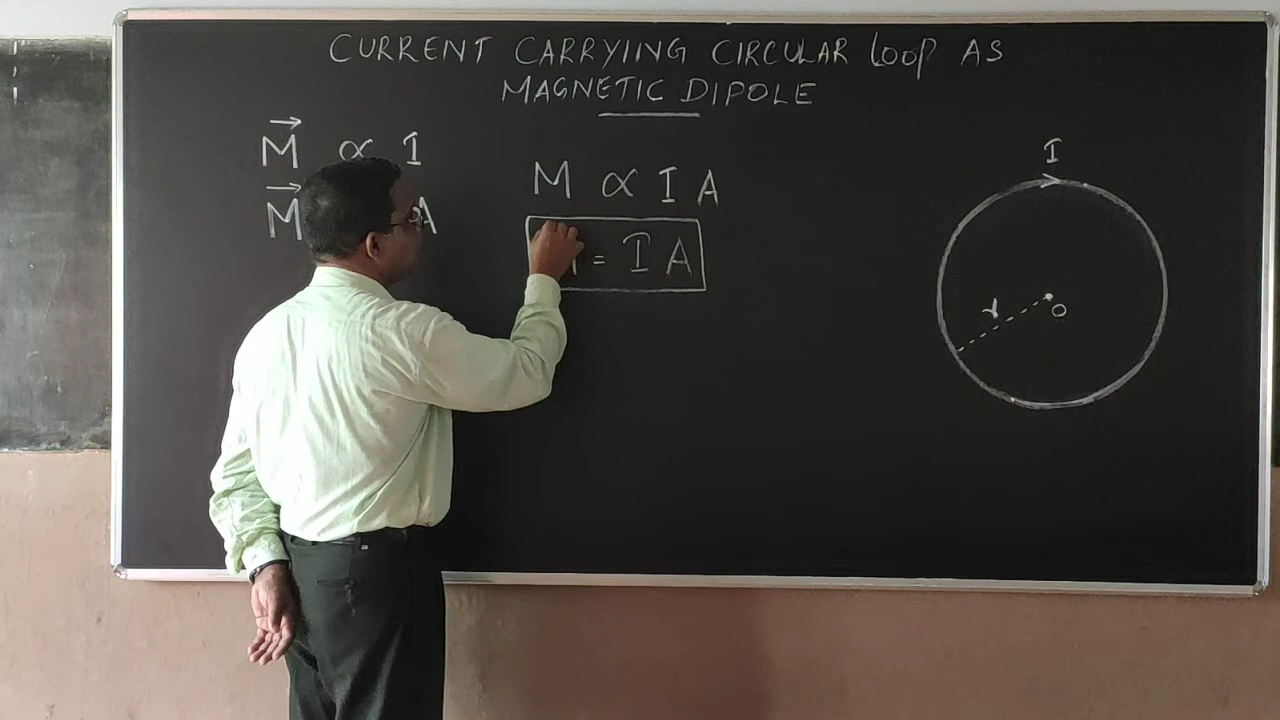 CURRENT CARRYING CIRCULAR loop AS
MAGNETIC DIPOLE
M⃗ ∝ I
M⃗ A
M ∝ I A
= I A
I
r
O